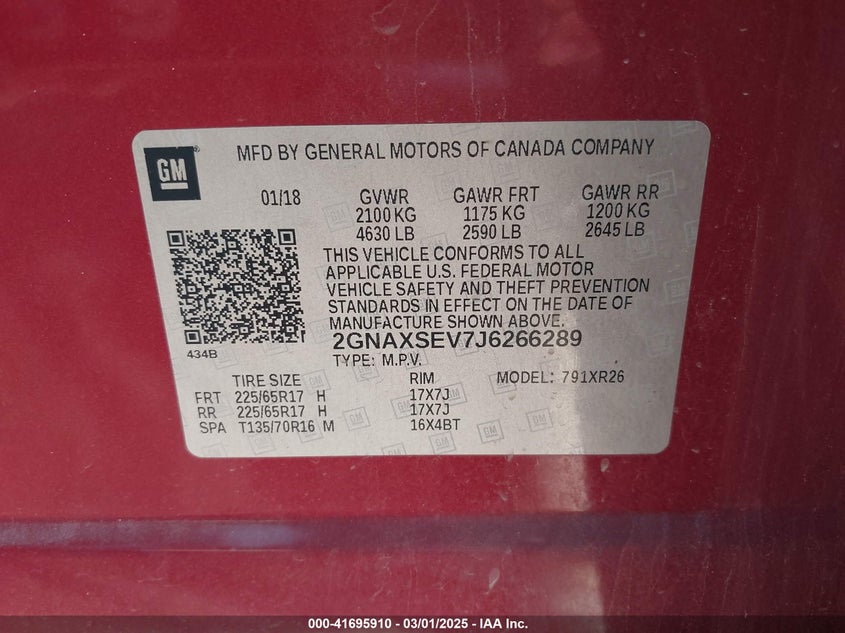 GM
MFD BY GENERAL MOTORS OF CANADA COMPANY
01/18 GVWR GAWR FRT GAWR RR
2100 KG 1175 KG 1200 KG
4630 LB 2590 LB 2645 LB
THIS VEHICLE CONFORMS TO ALL
APPLICABLE U.S. FEDERAL MOTOR
VEHICLE SAFETY AND THEFT PREVENTION
STANDARDS IN EFFECT ON THE DATE OF
MANUFACTURE SHOWN ABOVE.
434B
2GNAXSEV7J6266289
TYPE: M.P.V.
TIRE SIZE RIM MODEL: 791XR26
FRT 225/65R17 H 17X7J
RR 225/65R17 H 17X7J
SPA T135/70R16 M 16X4BT
000-41695910 - 03/01/2025 - IAA Inc.